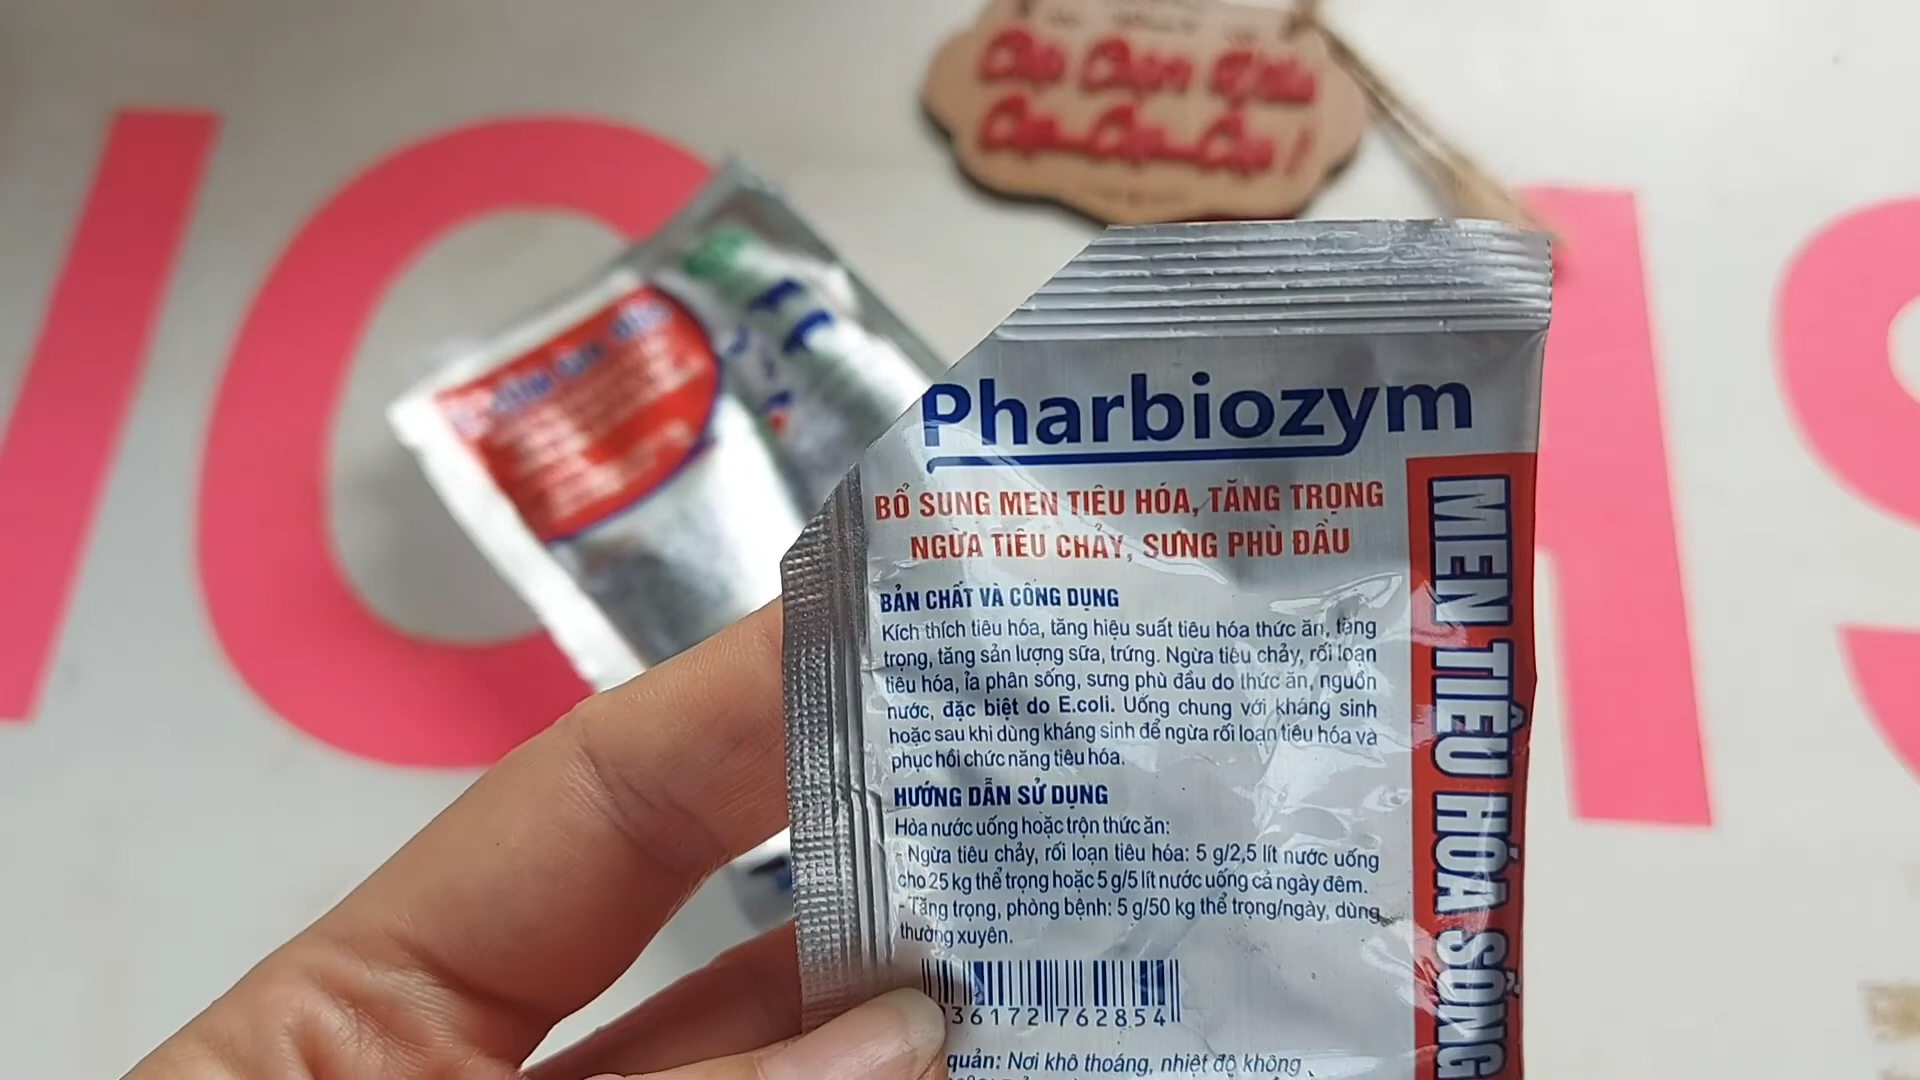 Pharbiozym
BỔ SUNG MEN TIÊU HÓA, TĂNG TRỌNG
NGỪA TIÊU CHẢY, SƯNG PHÙ ĐẦU
BẢN CHẤT VÀ CÔNG DỤNG
Kích thích tiêu hóa, tăng hiệu suất tiêu hóa thức ăn, tăng
trọng, tăng sản lượng sữa, trứng. Ngừa tiêu chảy, rối loạn
tiêu hóa, ỉa phân sống, sưng phù đầu do thức ăn, nguồn
nước, đặc biệt do E.coli. Uống chung với kháng sinh
hoặc sau khi dùng kháng sinh để ngừa rối loạn tiêu hóa và
phục hồi chức năng tiêu hóa.
HƯỚNG DẪN SỬ DỤNG
Hòa nước uống hoặc trộn thức ăn:
- Ngừa tiêu chảy, rối loạn tiêu hóa: 5 g/2,5 lít nước uống
cho 25 kg thể trọng hoặc 5 g/5 lít nước uống cả ngày đêm.
- Tăng trọng, phòng bệnh: 5 g/50 kg thể trọng/ngày, dùng
thường xuyên.
36172 762854
quản: Nơi khô thoáng, nhiệt độ không
MEN TIÊU HÓA SỐNG